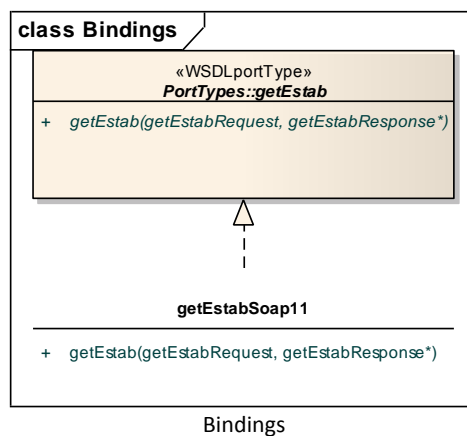 class Bindings
«WSDLportType»
PortTypes::getEstab
+ getEstab(getEstabRequest, getEstabResponse*)
getEstabSoap11
+ getEstab(getEstabRequest, getEstabResponse*)
Bindings